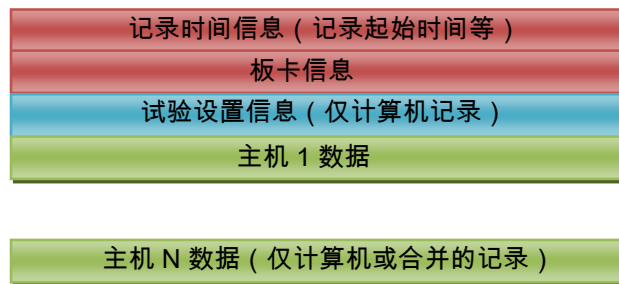 记录时间信息（记录起始时间等）
板卡信息
试验设置信息（仅计算机记录）
主机 1 数据
主机 N 数据（仅计算机或合并的记录）